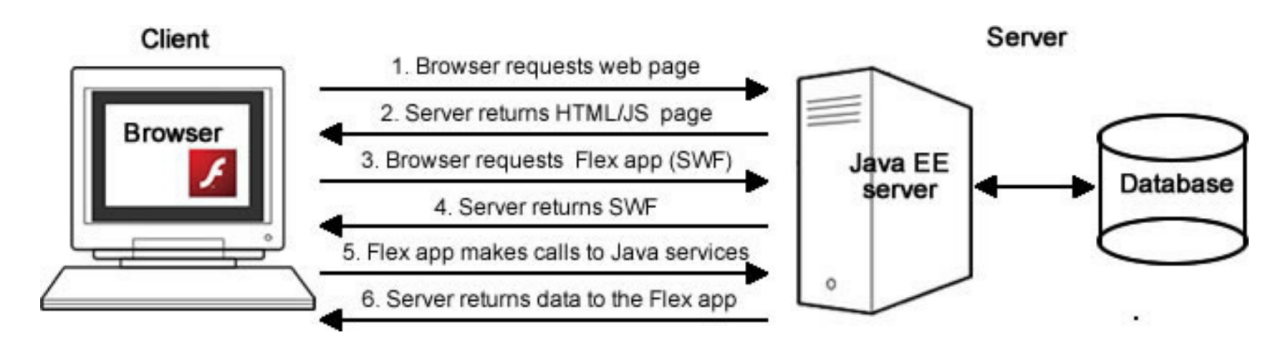 Client
Server
1. Browser requests web page
2. Server returns HTML/JS page
Browser
3. Browser requests Flex app (SWF)
Java EE
server
Database
4. Server returns SWF
5. Flex app makes calls to Java services
6. Server returns data to the Flex app